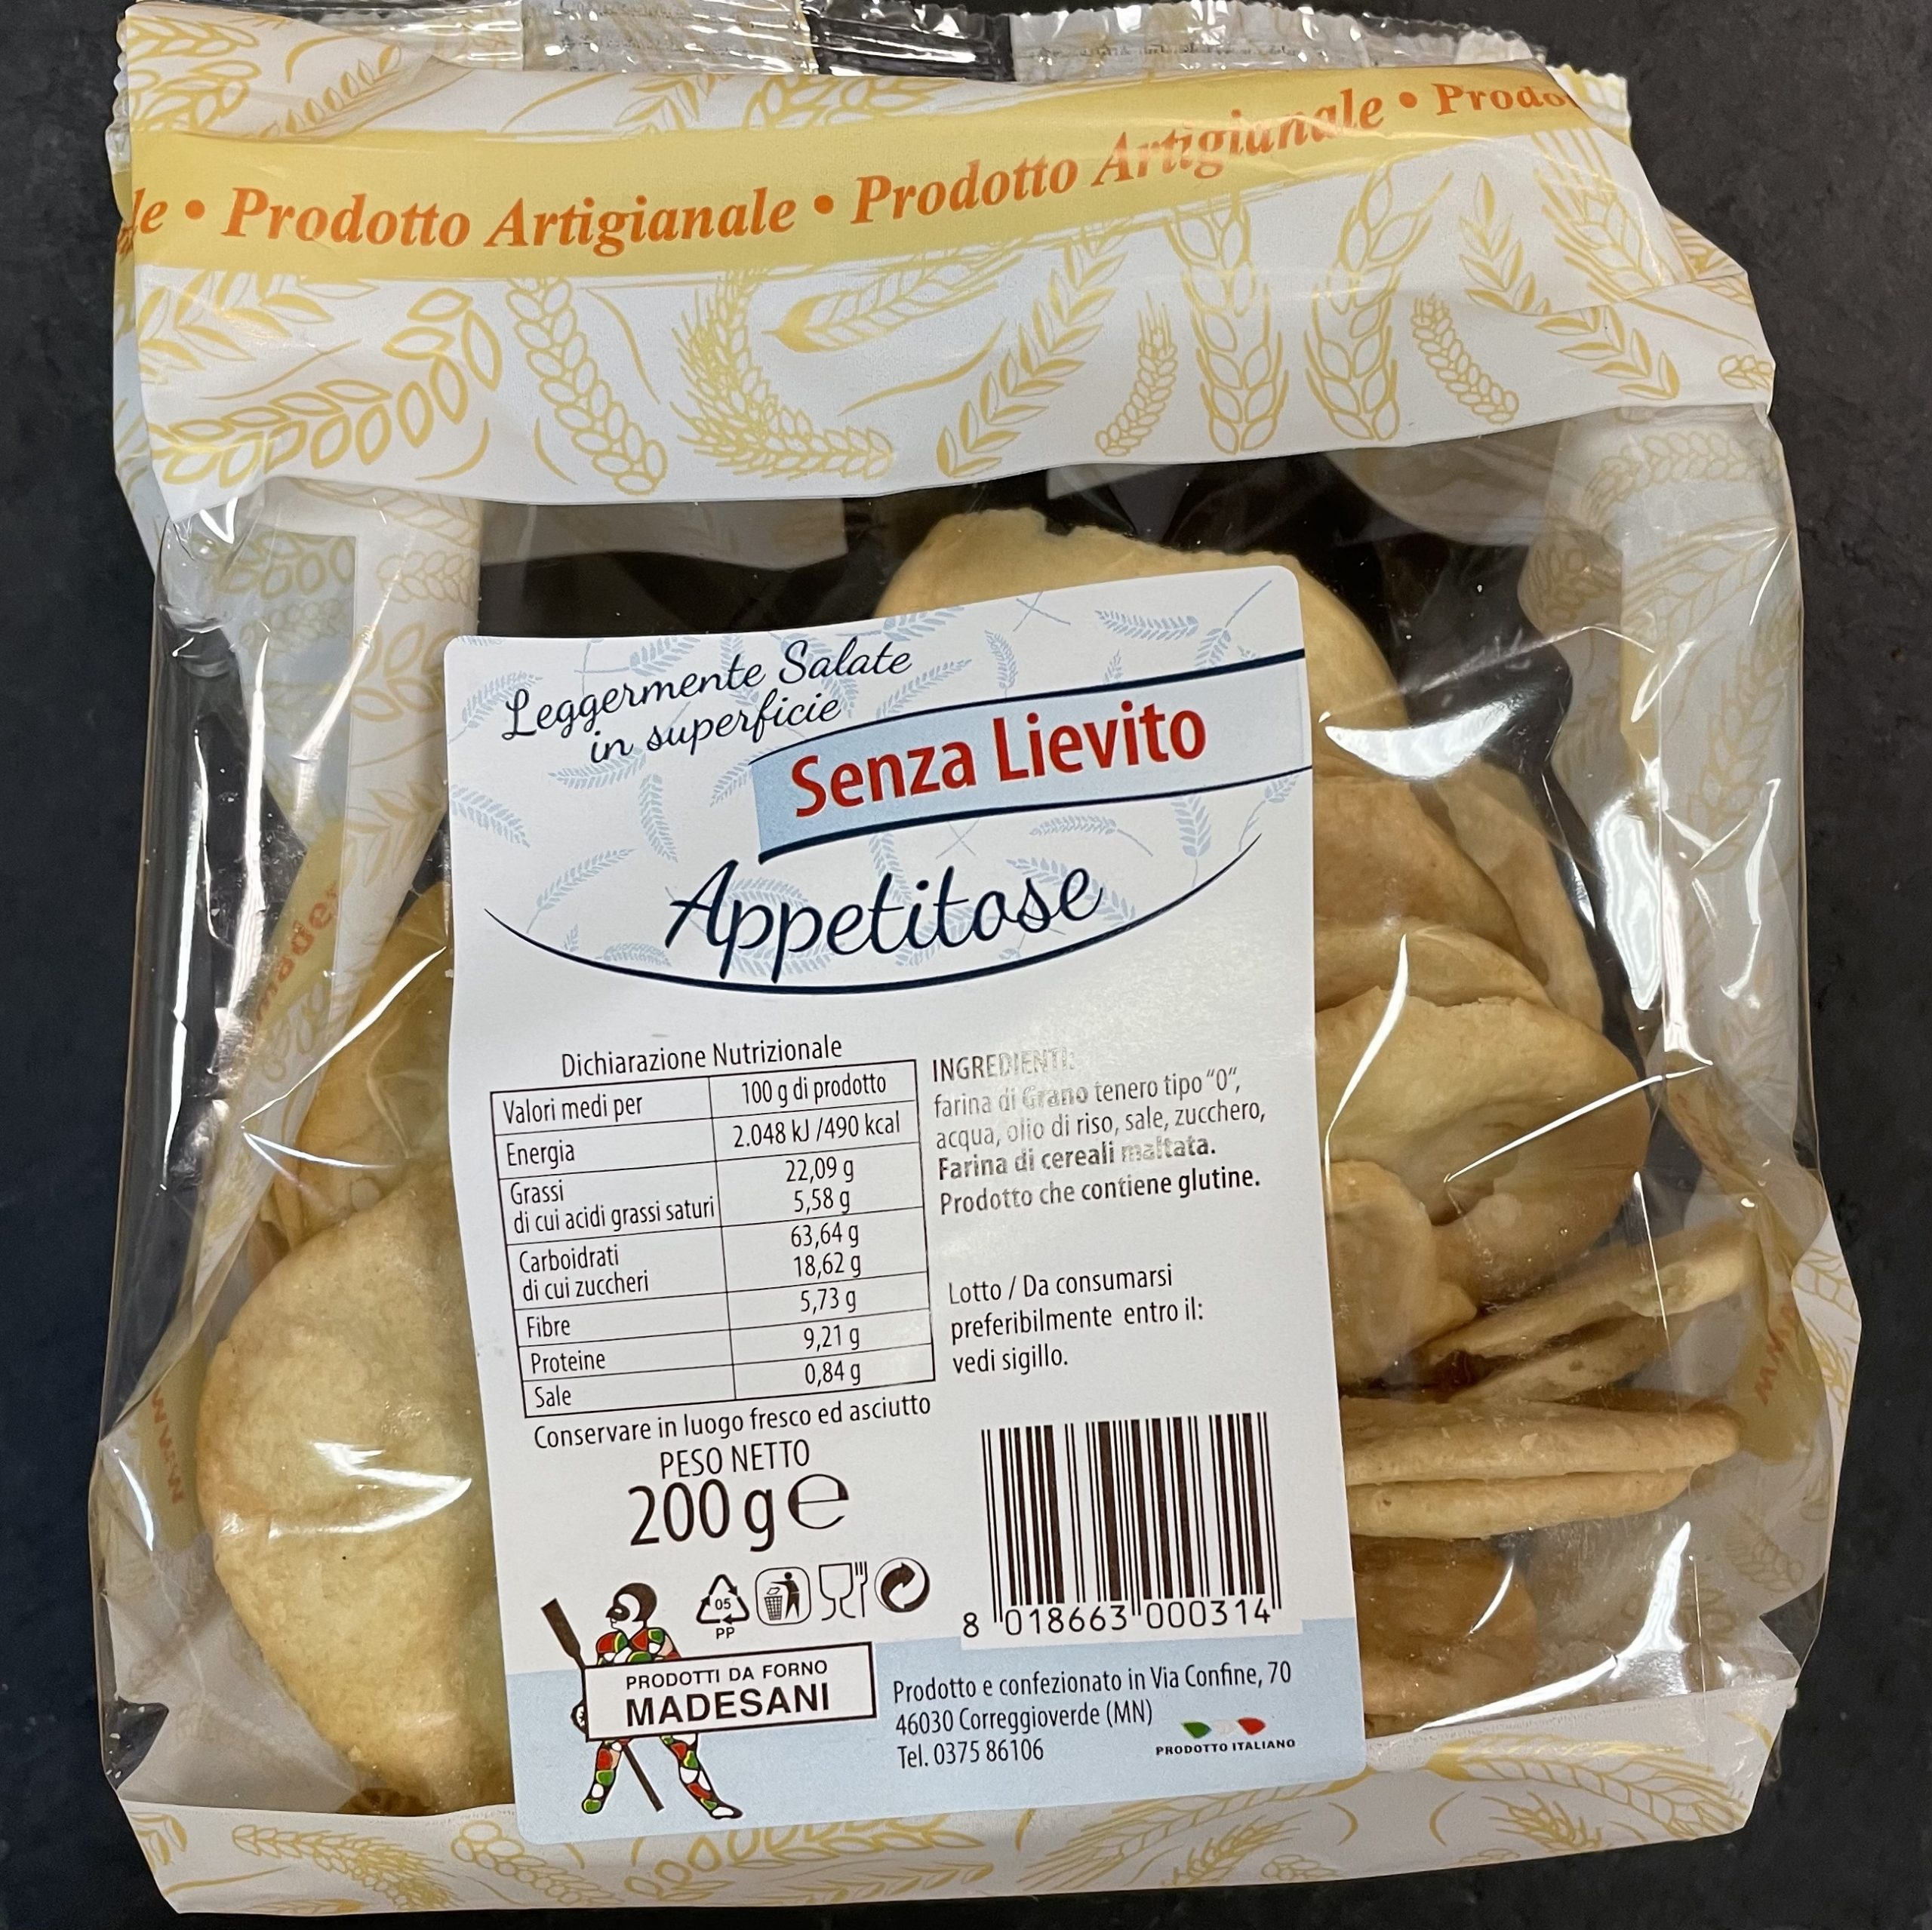 le • Prodotto Artigianale • Prodotto Artigianale • Prodo
Leggermente Salate
in superficie
Senza Lievito
Appetitose
Dichiarazione Nutrizionale
Valori medi per 100 g di prodotto
Energia 2.048 kJ /490 kcal
Grassi 22,09 g
di cui acidi grassi saturi 5,58 g
Carboidrati 63,64 g
di cui zuccheri 18,62 g
Fibre 5,73 g
Proteine 9,21 g
Sale 0,84 g
Conservare in luogo fresco ed asciutto
PESO NETTO
200 g e
INGREDIENTI:
farina di Grano tenero tipo "0",
acqua, olio di riso, sale, zucchero,
Farina di cereali maltata.
Prodotto che contiene glutine.
Lotto / Da consumarsi
preferibilmente entro il:
vedi sigillo.
8 018663 000314
05
PP
PRODOTTI DA FORNO
MADESANI
Prodotto e confezionato in Via Confine, 70
46030 Correggioverde (MN)
Tel. 0375 86106
PRODOTTO ITALIANO
www